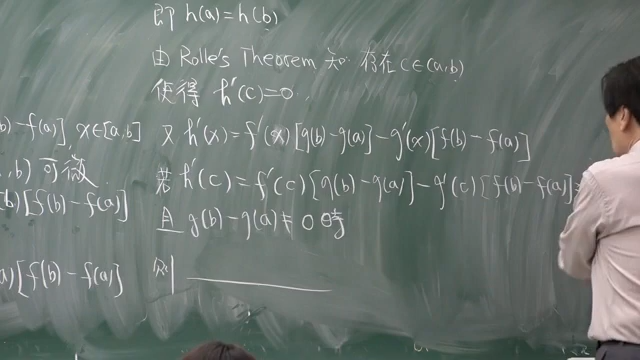 即 h(a)=h(b)
由 Rolle's Theorem 知 存在 c∈(a,b)
使得 h'(c)=0.
又 h'(x)=f'(x)[g(b)-g(a)]-g'(x)[f(b)-f(a)]
若 h'(c)=f'(c)[g(b)-g(a)]-g'(c)[f(b)-f(a)]=
且 g(b)-g(a)≠0 時
則
b)-f(a)], x∈[a,b]
, b) 可微
b)[f(b)-f(a)]
a)[f(b)-f(a)]